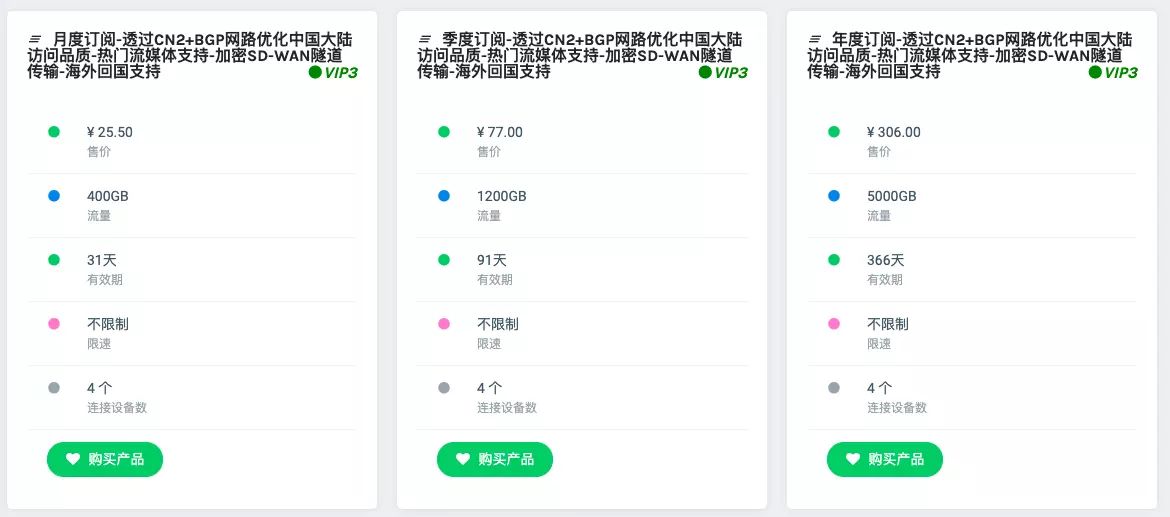 月度订阅-透过CN2+BGP网路优化中国大陆
访问品质-热门流媒体支持-加密SD-WAN隧道
传输-海外回国支持
VIP3
¥ 25.50
售价
400GB
流量
31天
有效期
不限制
限速
4 个
连接设备数
购买产品
季度订阅-透过CN2+BGP网路优化中国大陆
访问品质-热门流媒体支持-加密SD-WAN隧道
传输-海外回国支持
VIP3
¥ 77.00
售价
1200GB
流量
91天
有效期
不限制
限速
4 个
连接设备数
购买产品
年度订阅-透过CN2+BGP网路优化中国大陆
访问品质-热门流媒体支持-加密SD-WAN隧道
传输-海外回国支持
VIP3
¥ 306.00
售价
5000GB
流量
366天
有效期
不限制
限速
4 个
连接设备数
购买产品